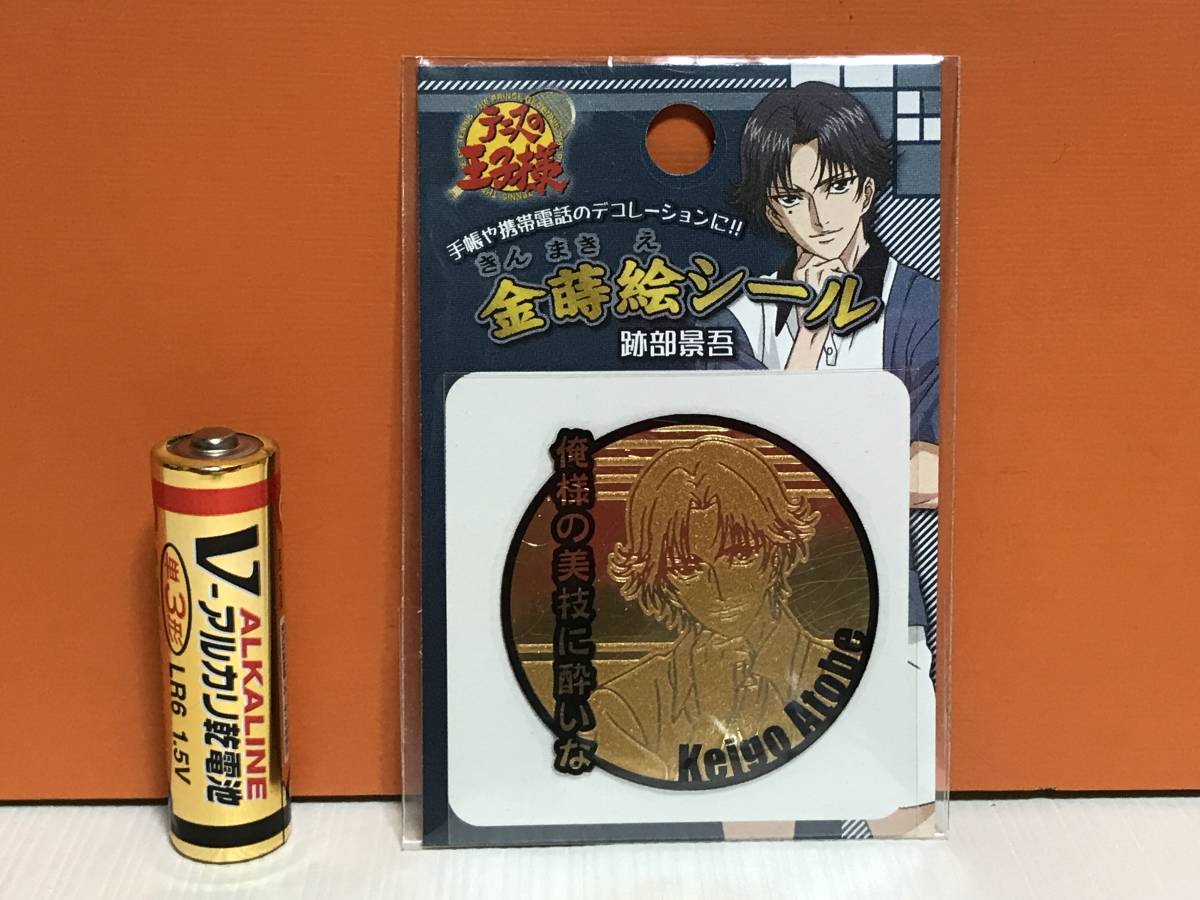 テニスの
王子様
手帳や携帯電話のデコレーションに!!
きん まき え
金蒔絵シール
跡部景吾
俺様の美技に酔いな
Keigo Atobe
ALKALINE
V-アルカリ乾電池
単3形 LR6 1.5V